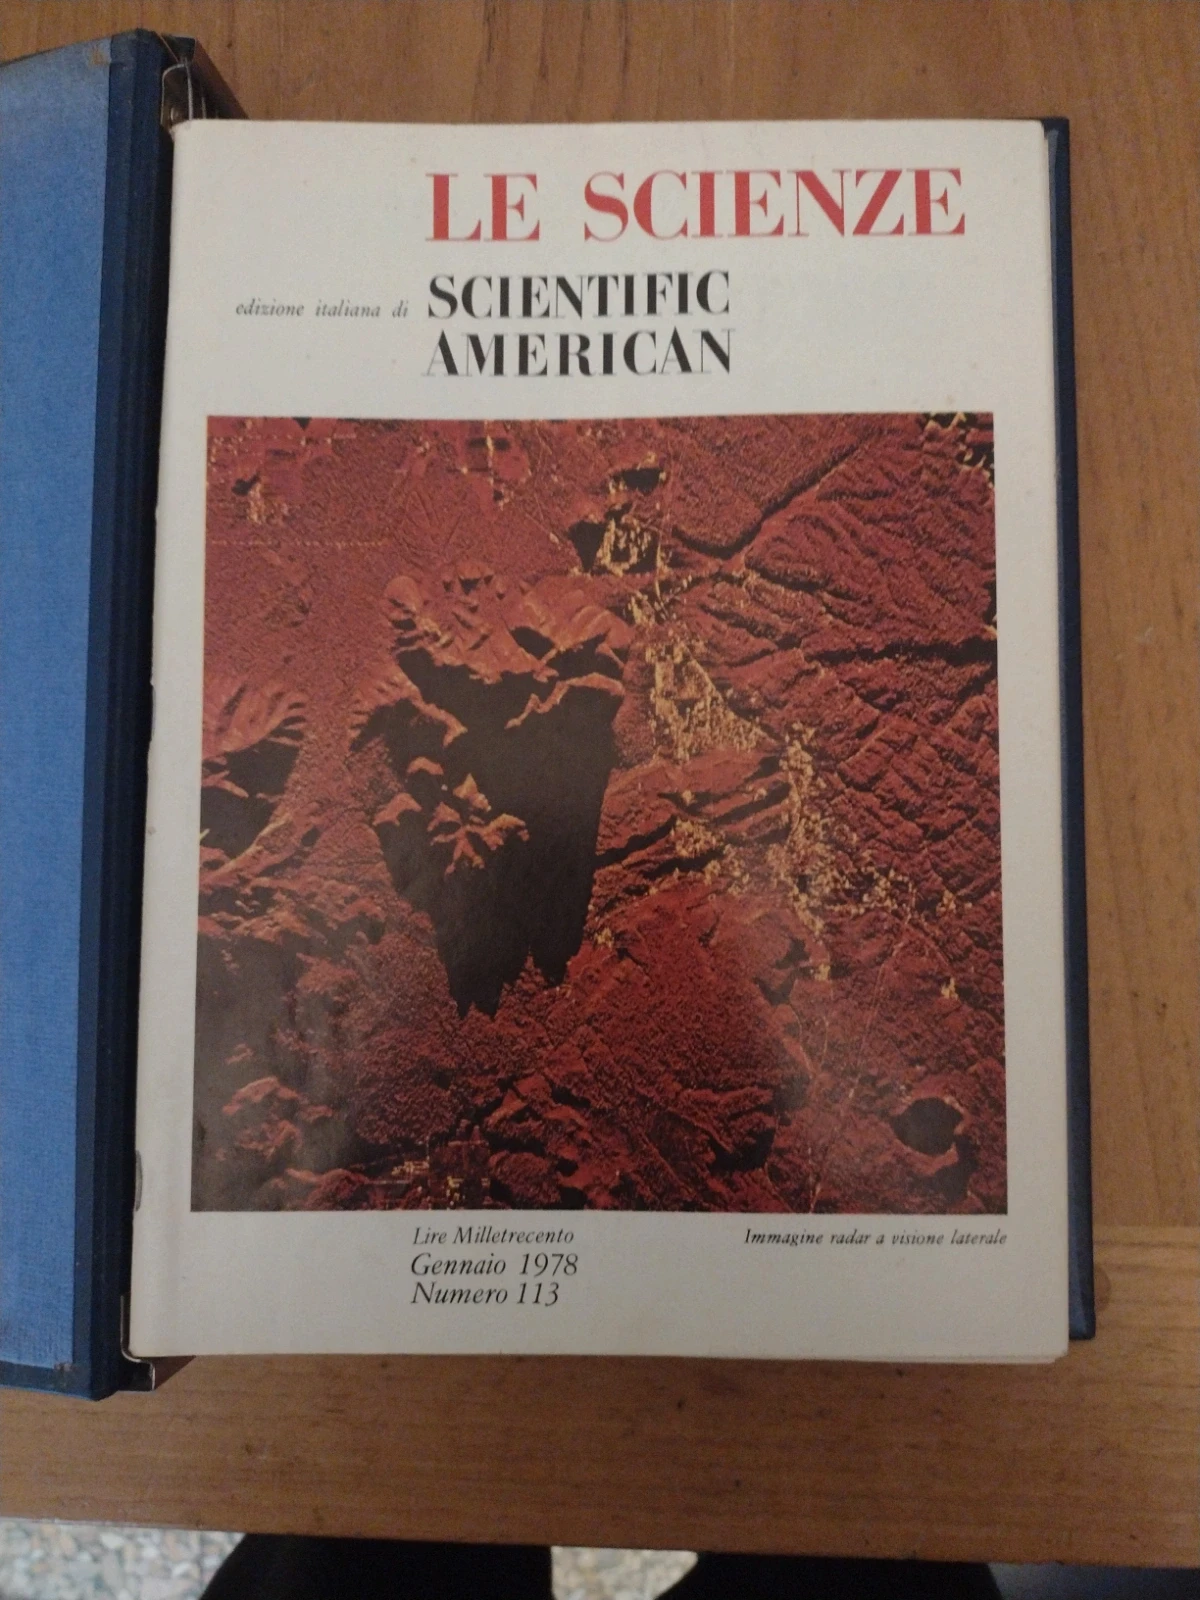 LE SCIENZE
edizione italiana di SCIENTIFIC
AMERICAN
Lire Milletrecento
Gennaio 1978
Numero 113
Immagine radar a visione laterale